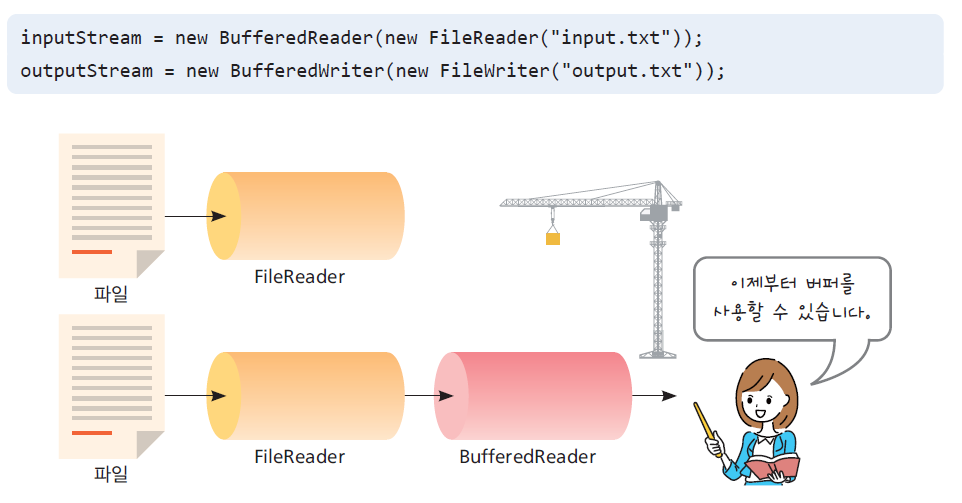 inputStream = new BufferedReader(new FileReader("input.txt"));
outputStream = new BufferedWriter(new FileWriter("output.txt"));
파일
FileReader
이제부터 버퍼를
사용할 수 있습니다.
파일
FileReader
BufferedReader